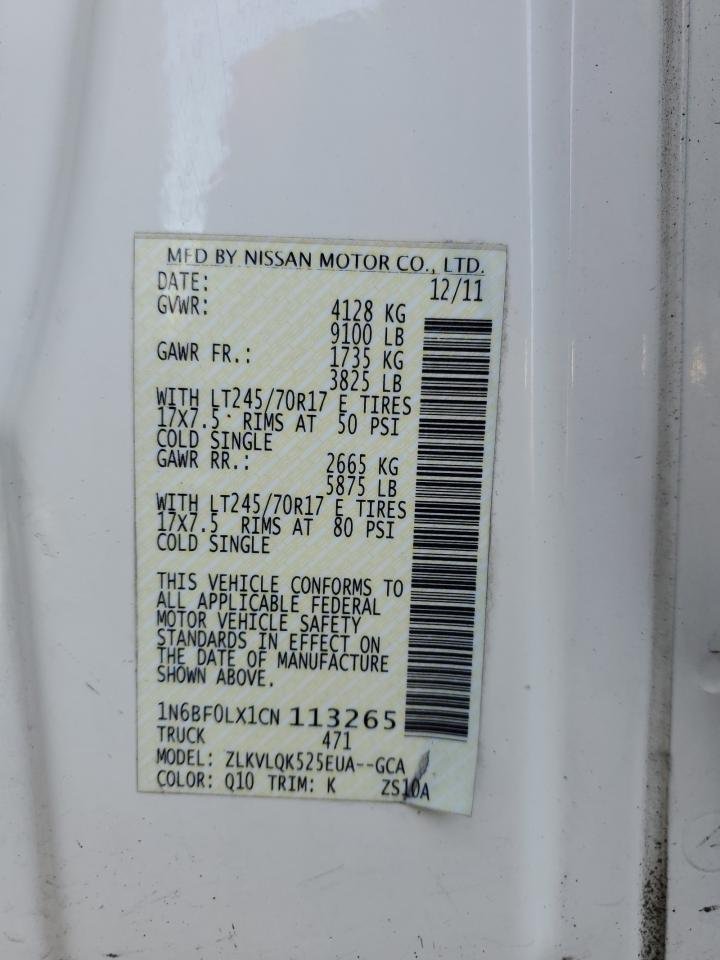 MFD BY NISSAN MOTOR CO., LTD.
DATE: 12/11
GVWR: 4128 KG
9100 LB
GAWR FR.: 1735 KG
3825 LB
WITH LT245/70R17 E TIRES
17X7.5 RIMS AT 50 PSI
COLD SINGLE
GAWR RR.: 2665 KG
5875 LB
WITH LT245/70R17 E TIRES
17X7.5 RIMS AT 80 PSI
COLD SINGLE
THIS VEHICLE CONFORMS TO
ALL APPLICABLE FEDERAL
MOTOR VEHICLE SAFETY
STANDARDS IN EFFECT ON
THE DATE OF MANUFACTURE
SHOWN ABOVE.
1N6BF0LX1CN 113265
TRUCK 471
MODEL: ZLKVLQK525EUA--GCA
COLOR: Q10 TRIM: K ZS10A